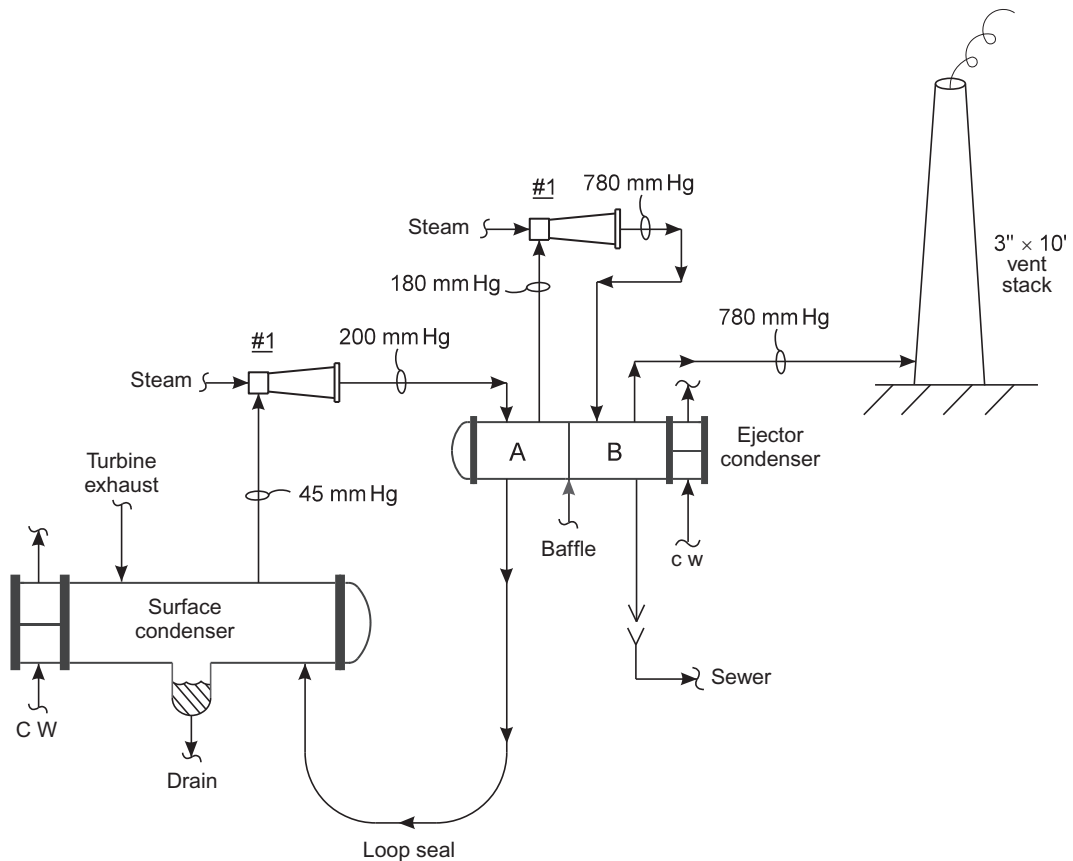 #1
780 mm Hg
Steam
180 mm Hg
3" × 10'
vent
stack
#1
200 mm Hg
780 mm Hg
Steam
A
B
Ejector
condenser
Turbine
exhaust
45 mm Hg
Baffle
c w
Surface
condenser
C W
Sewer
Drain
Loop seal